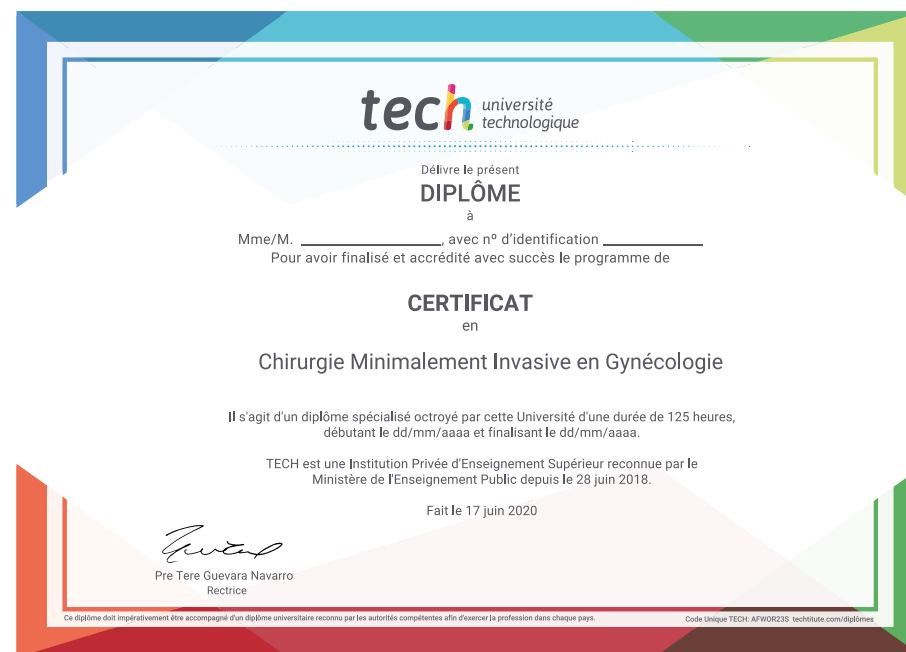 tech université
technologique
Délivre le présent
DIPLÔME
à
Mme/M. ____________________, avec nº d'identification ______________
Pour avoir finalisé et accrédité avec succès le programme de
CERTIFICAT
en
Chirurgie Minimalement Invasive en Gynécologie
Il s'agit d'un diplôme spécialisé octroyé par cette Université d'une durée de 125 heures,
débutant le dd/mm/aaaa et finalisant le dd/mm/aaaa.
TECH est une Institution Privée d'Enseignement Supérieur reconnue par le
Ministère de l'Enseignement Public depuis le 28 juin 2018.
Fait le 17 juin 2020
Pre Tere Guevara Navarro
Rectrice
Ce diplôme doit impérativement être accompagné d'un diplôme universitaire reconnu par les autorités compétentes afin d'exercer la profession dans chaque pays.
Code Unique TECH: AFWOR23S techtitute.com/diplômes